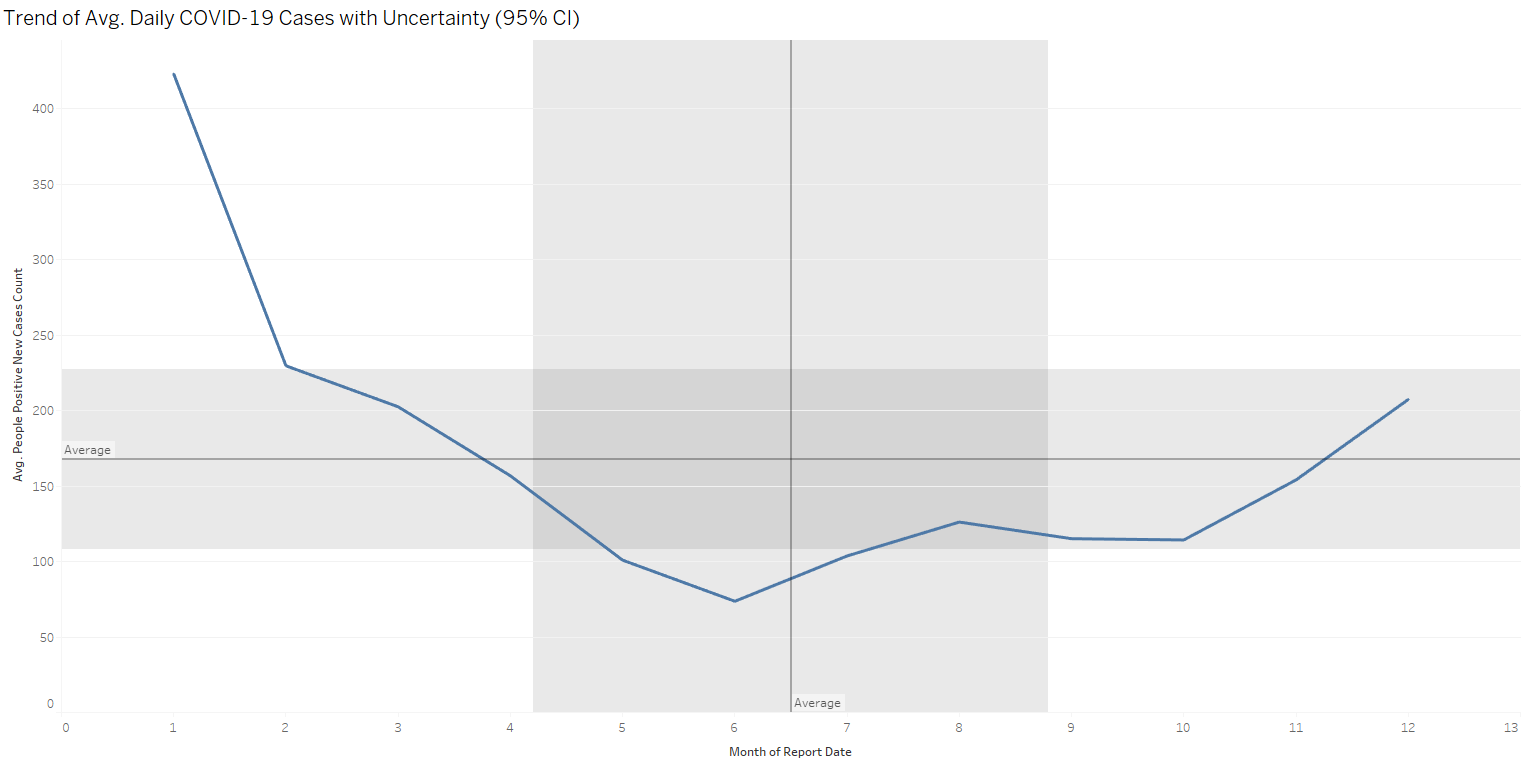 Trend of Avg. Daily COVID-19 Cases with Uncertainty (95% CI)
Avg. People Positive New Cases Count
400
350
300
250
200
150
100
50
0
Average
Average
0 1 2 3 4 5 6 7 8 9 10 11 12 13
Month of Report Date